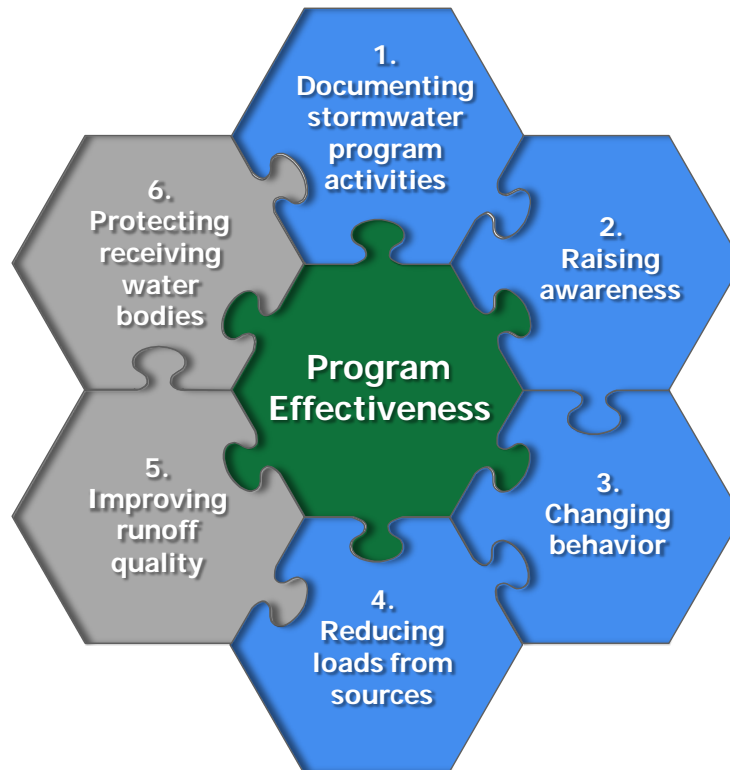 1.
Documenting
stormwater
program
activities
2.
Raising
awareness
3.
Changing
behavior
4.
Reducing
loads from
sources
5.
Improving
runoff
quality
6.
Protecting
receiving
water
bodies
Program
Effectiveness